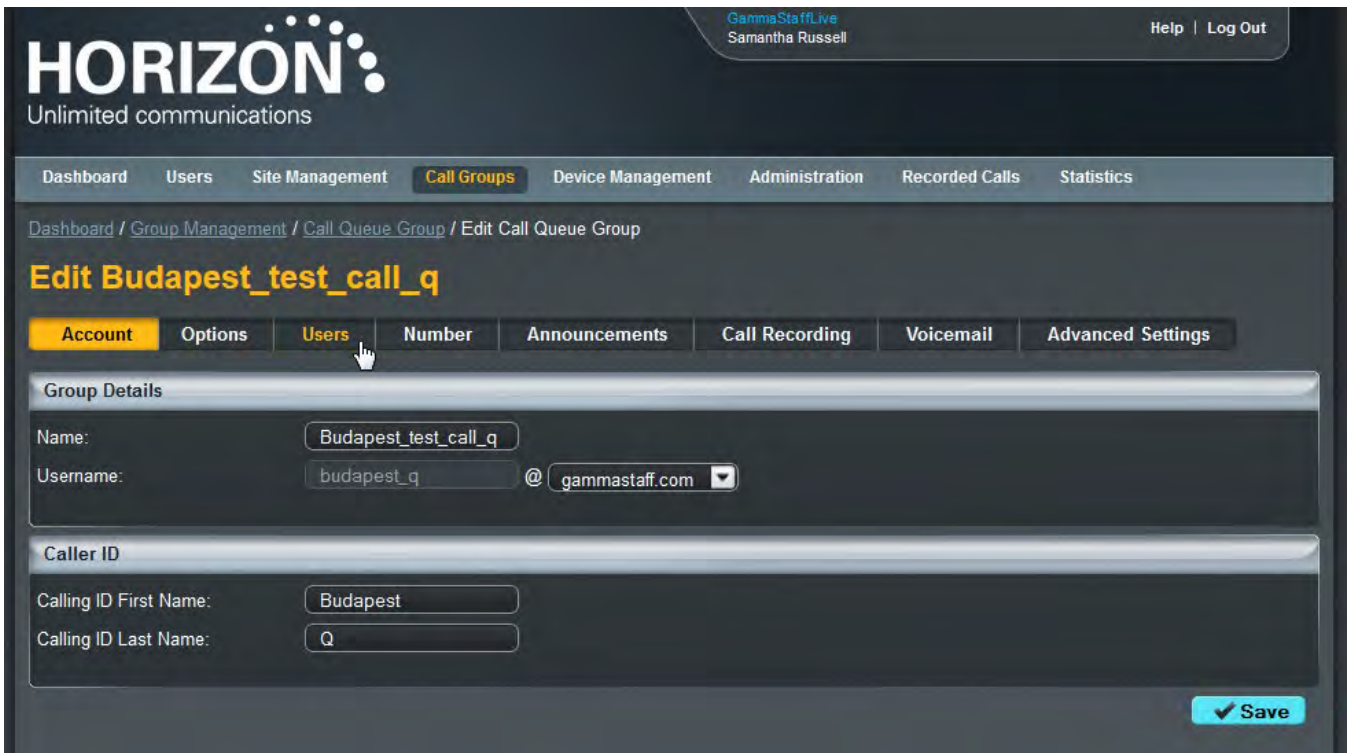 GammaStaffLive
Samantha Russell
Help | Log Out
HORIZON
Unlimited communications
Dashboard Users Site Management Call Groups Device Management Administration Recorded Calls Statistics
Dashboard / Group Management / Call Queue Group / Edit Call Queue Group
Edit Budapest_test_call_q
Account Options Users Number Announcements Call Recording Voicemail Advanced Settings
Group Details
Name: Budapest_test_call_q
Username: budapest_q @ gammastaff.com
Caller ID
Calling ID First Name: Budapest
Calling ID Last Name: Q
Save